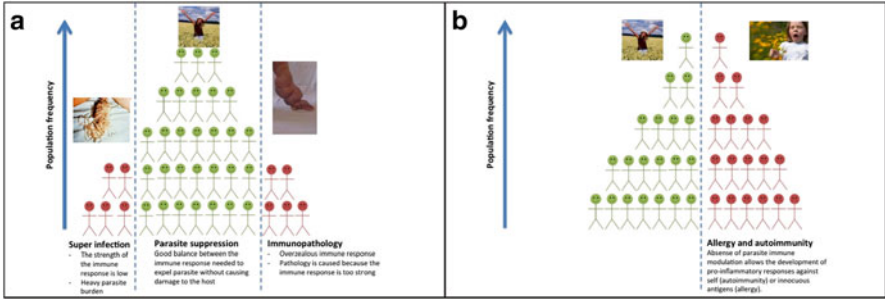 a
Population frequency
Super infection
- The strength of
the immune
response is low
- Heavy parasite
burden
Parasite suppression
Good balance between the
immune response needed to
expel parasite without causing
damage to the host
Immunopathology
- Overzealous immune response
- Pathology is caused because the
immune response is too strong
b
Population frequency
Allergy and autoimmunity
Absense of parasite immune
modulation allows the development of
pro-inflammatory responses against
self (autoimmunity) or innocuous
antigens (allergy).